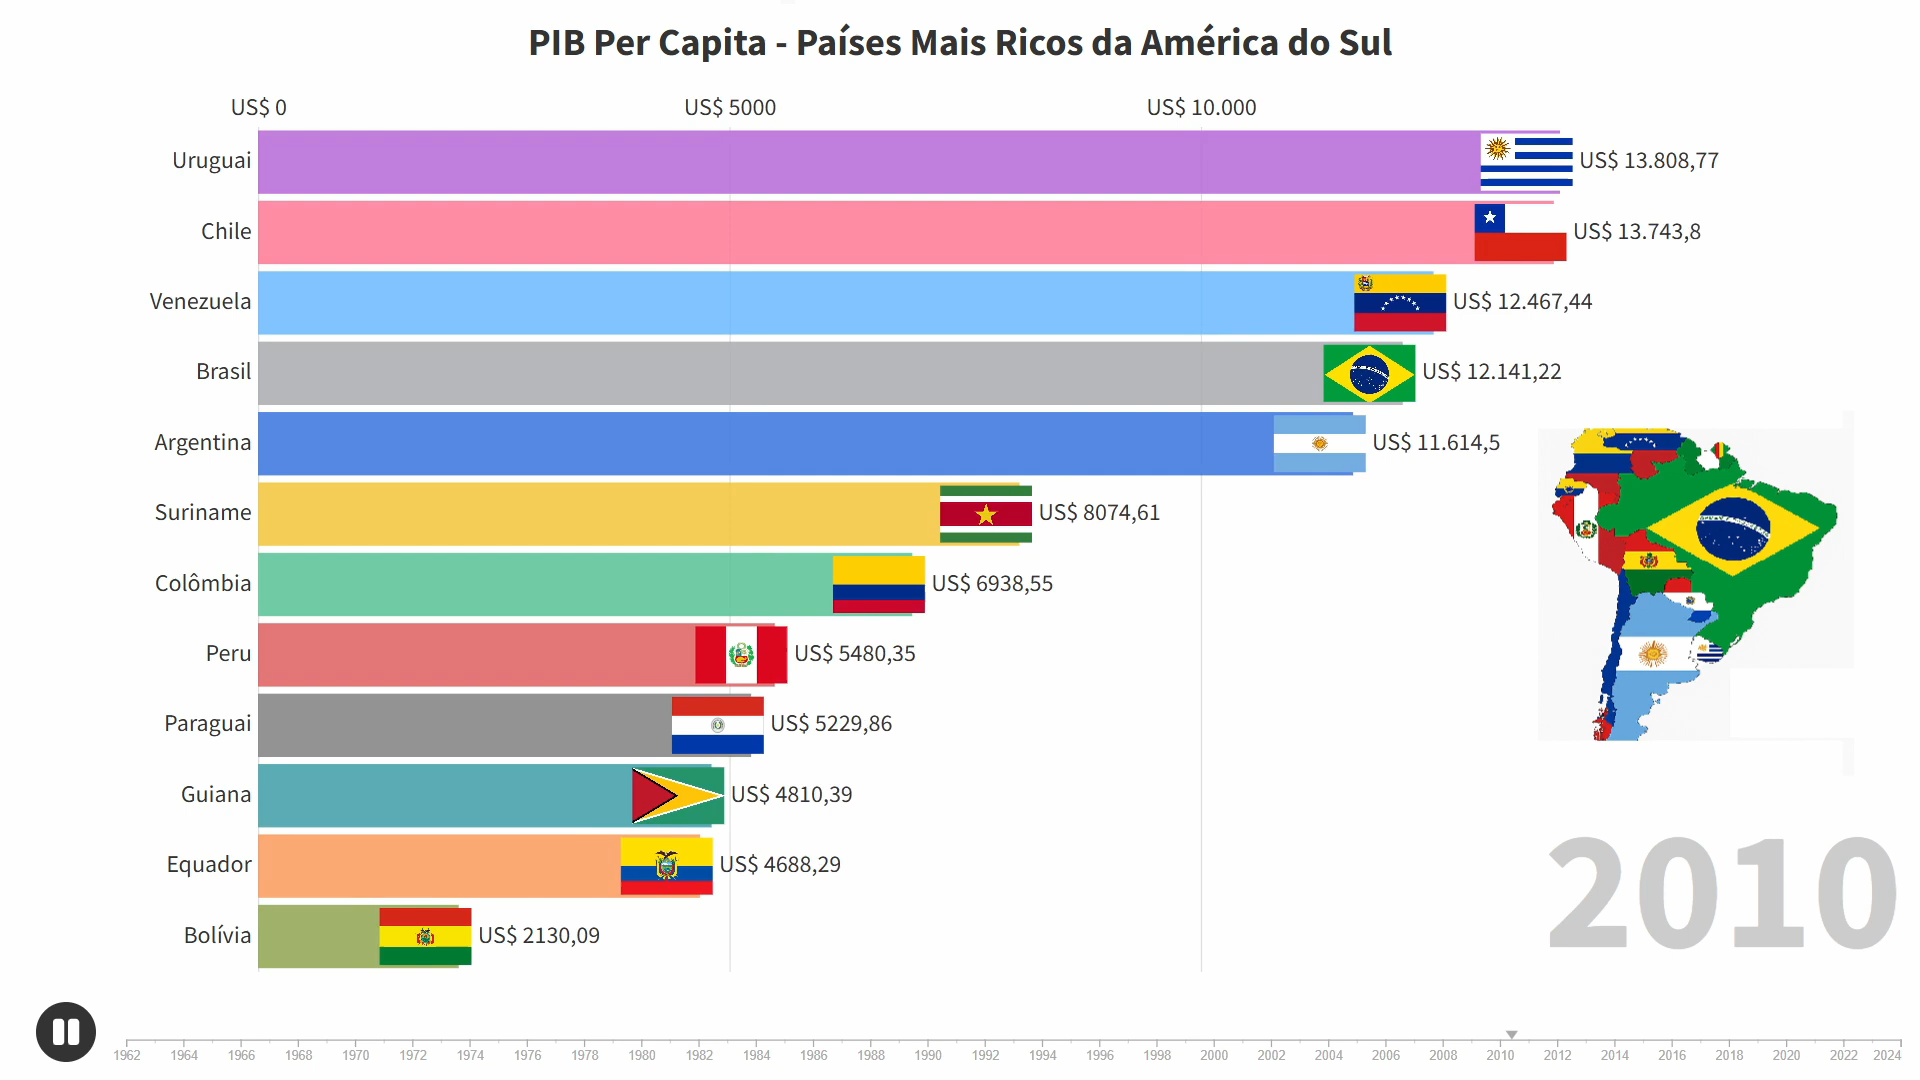 PIB Per Capita - Países Mais Ricos da América do Sul
US$ 0 US$ 5000 US$ 10.000
Uruguai US$ 13.808,77
Chile US$ 13.743,8
Venezuela US$ 12.467,44
Brasil US$ 12.141,22
Argentina US$ 11.614,5
Suriname US$ 8074,61
Colômbia US$ 6938,55
Peru US$ 5480,35
Paraguai US$ 5229,86
Guiana US$ 4810,39
Equador US$ 4688,29
Bolívia US$ 2130,09
2010
1962 1964 1966 1968 1970 1972 1974 1976 1978 1980 1982 1984 1986 1988 1990 1992 1994 1996 1998 2000 2002 2004 2006 2008 2010 2012 2014 2016 2018 2020 2022 2024